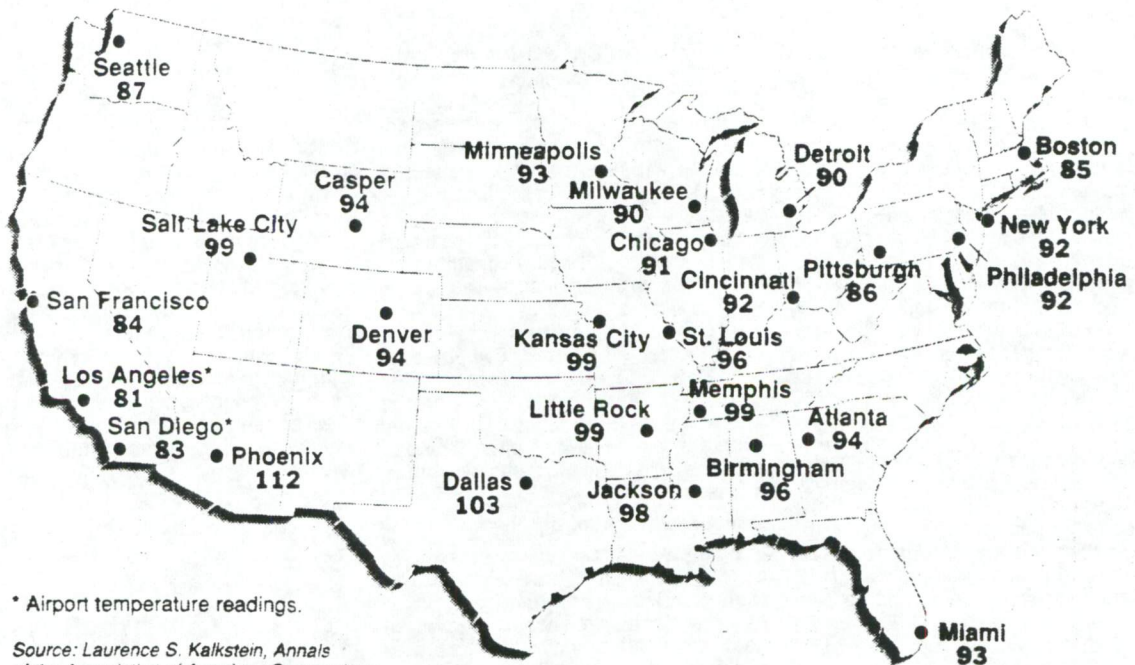 Seattle
87
Minneapolis
93
Detroit
90
Boston
85
Casper
94
Milwaukee
90
Salt Lake City
99
New York
92
Chicago
91
Cincinnati
92
Pittsburgh
86
Philadelphia
92
San Francisco
84
Denver
94
Kansas City
99
St. Louis
96
Los Angeles*
81
Memphis
99
Little Rock
99
Atlanta
94
San Diego*
83
Phoenix
112
Birmingham
96
Dallas
103
Jackson
98
* Airport temperature readings.
Miami
93
Source: Laurence S. Kalkstein, Annals